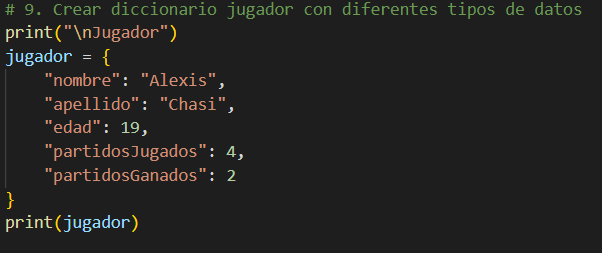 # 9. Crear diccionario jugador con diferentes tipos de datos
print("\nJugador")
jugador = {
    "nombre": "Alexis",
    "apellido": "Chasi",
    "edad": 19,
    "partidosJugados": 4,
    "partidosGanados": 2
}
print(jugador)